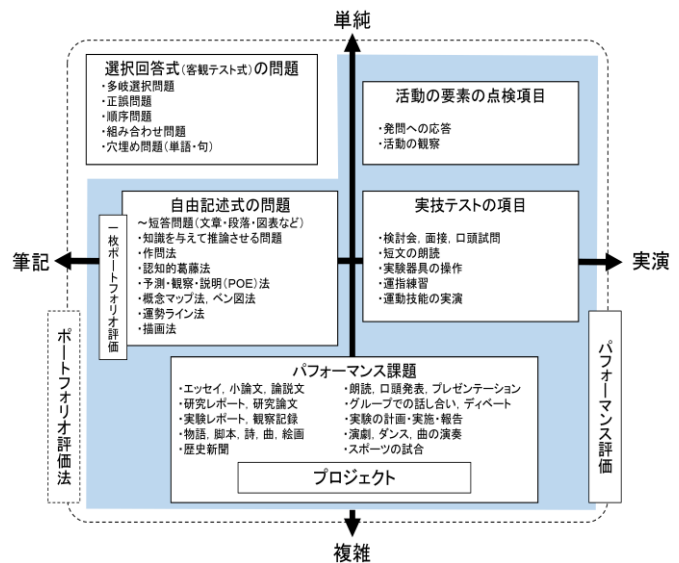 単純
選択回答式(客観テスト式)の問題
・多岐選択問題
・正誤問題
・順序問題
・組み合わせ問題
・穴埋め問題(単語・句)
活動の要素の点検項目
・発問への応答
・活動の観察
自由記述式の問題
～短答問題(文章・段落・図表など)
・知識を与えて推論させる問題
・作問法
・認知的葛藤法
・予測・観察・説明(POE)法
・概念マップ法, ベン図法
・運勢ライン法
・描画法
一枚ポートフォリオ評価
実技テストの項目
・検討会, 面接, 口頭試問
・短文の朗読
・実験器具の操作
・運指練習
・運動技能の実演
筆記
実演
ポートフォリオ評価法
パフォーマンス評価
パフォーマンス課題
・エッセイ, 小論文, 論説文
・研究レポート, 研究論文
・実験レポート, 観察記録
・物語, 脚本, 詩, 曲, 絵画
・歴史新聞
・朗読, 口頭発表, プレゼンテーション
・グループでの話し合い, ディベート
・実験の計画・実施・報告
・演劇, ダンス, 曲の演奏
・スポーツの試合
プロジェクト
複雑